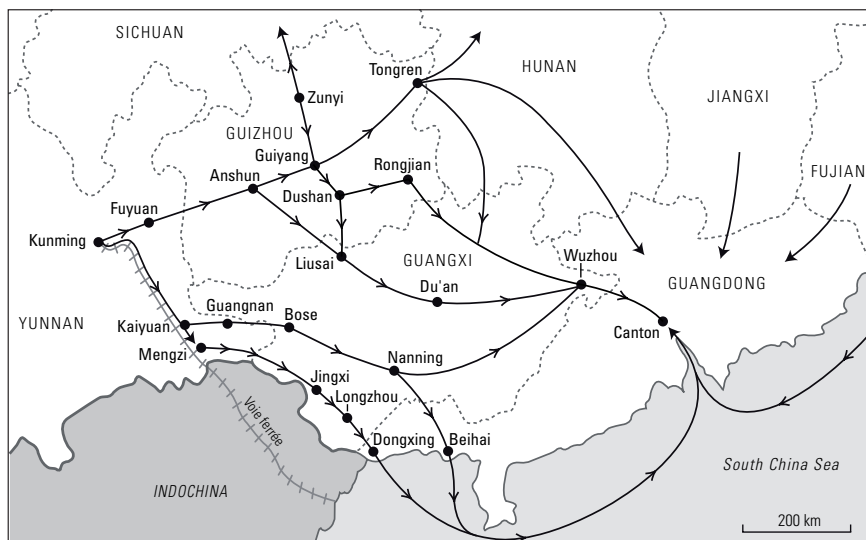 SICHUAN
HUNAN
Tongren
JIANGXI
Zunyi
GUIZHOU
Guiyang
Rongjian
FUJIAN
Anshun
Dushan
Fuyuan
Kunming
Wuzhou
Liusai
GUANGXI
GUANGDONG
Du'an
Guangnan
Bose
YUNNAN
Kaiyuan
Canton
Mengzi
Nanning
Jingxi
Longzhou
Voie ferrée
Dongxing
Beihai
South China Sea
INDOCHINA
200 km